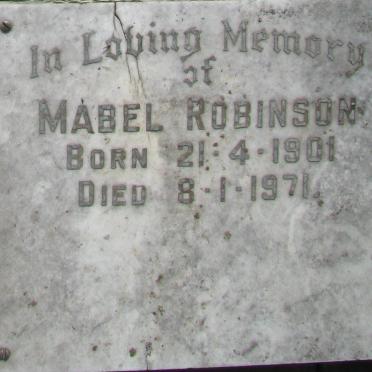 In Loving Memory
of
MABEL ROBINSON
BORN 21·4·1901
DIED 8·1·1971